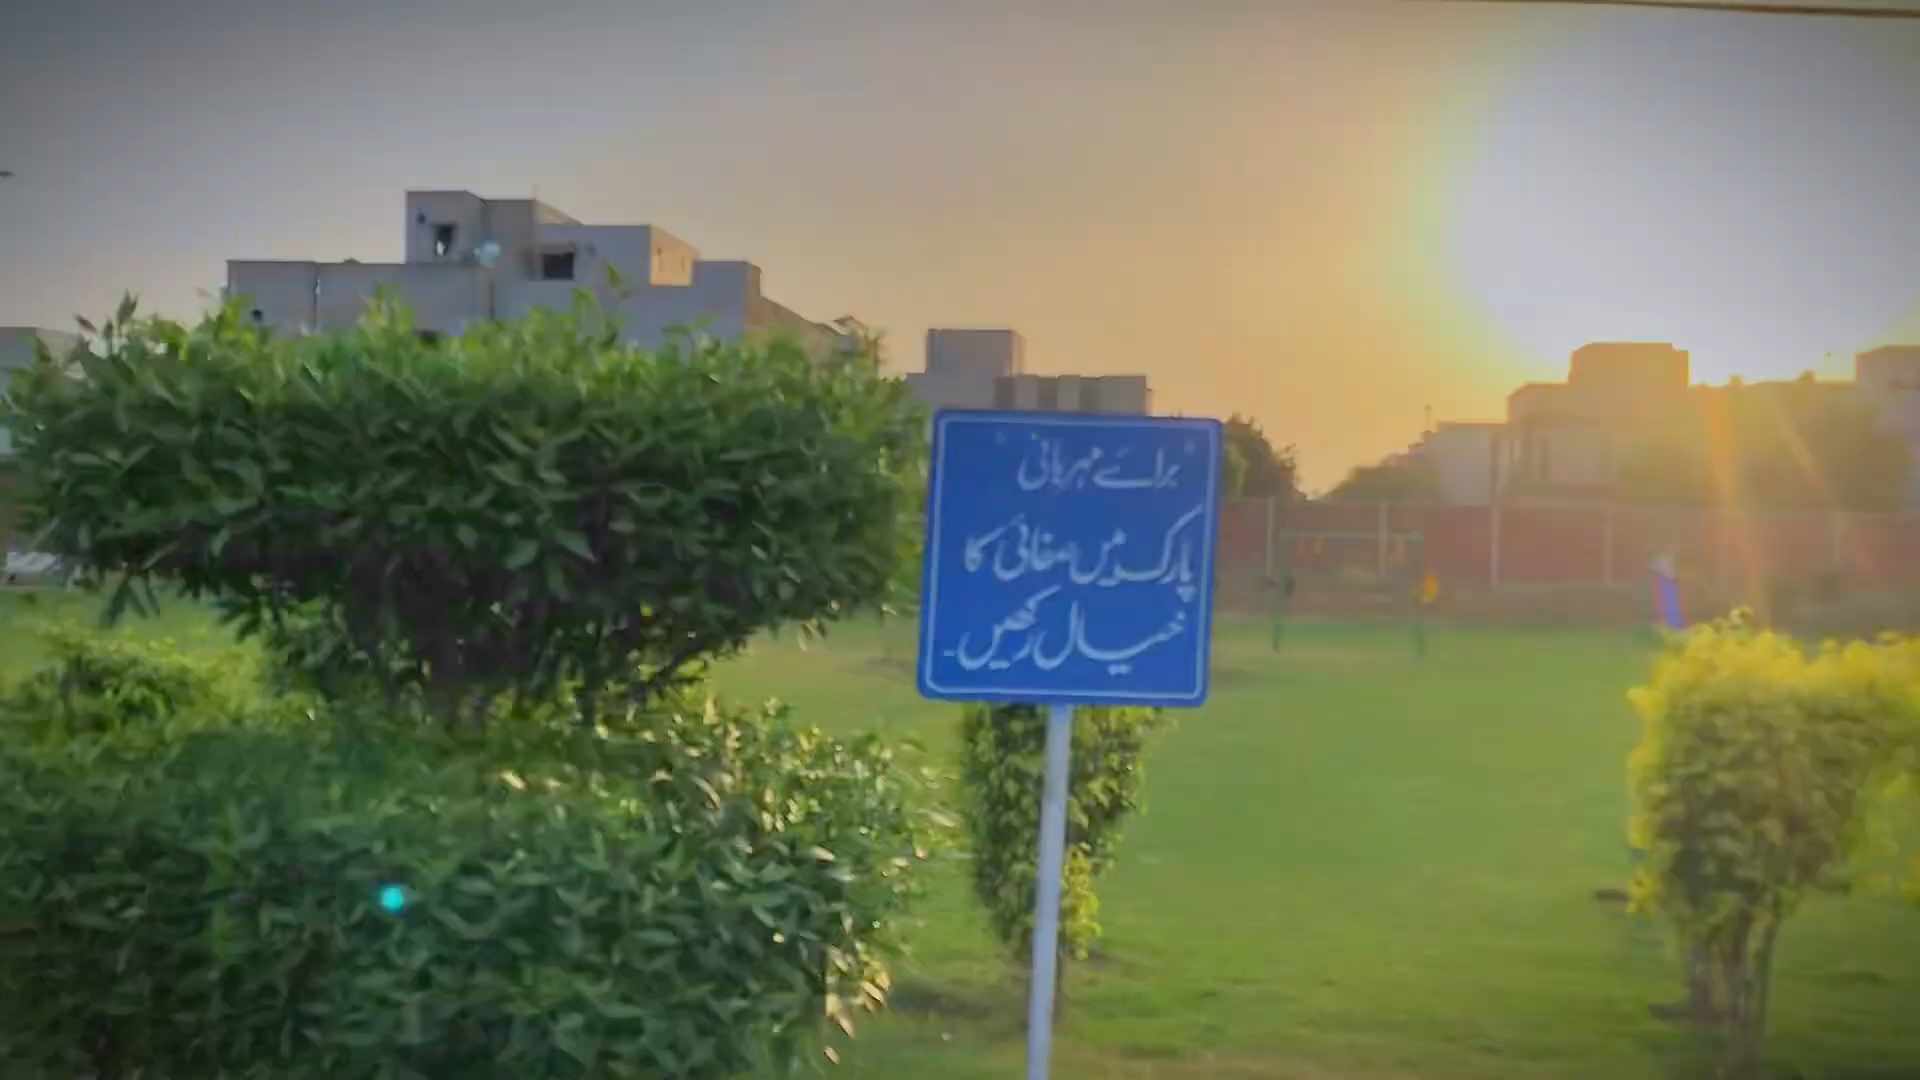 "برائے مہربانی"
پارک میں صفائی کا
خیال رکھیں۔